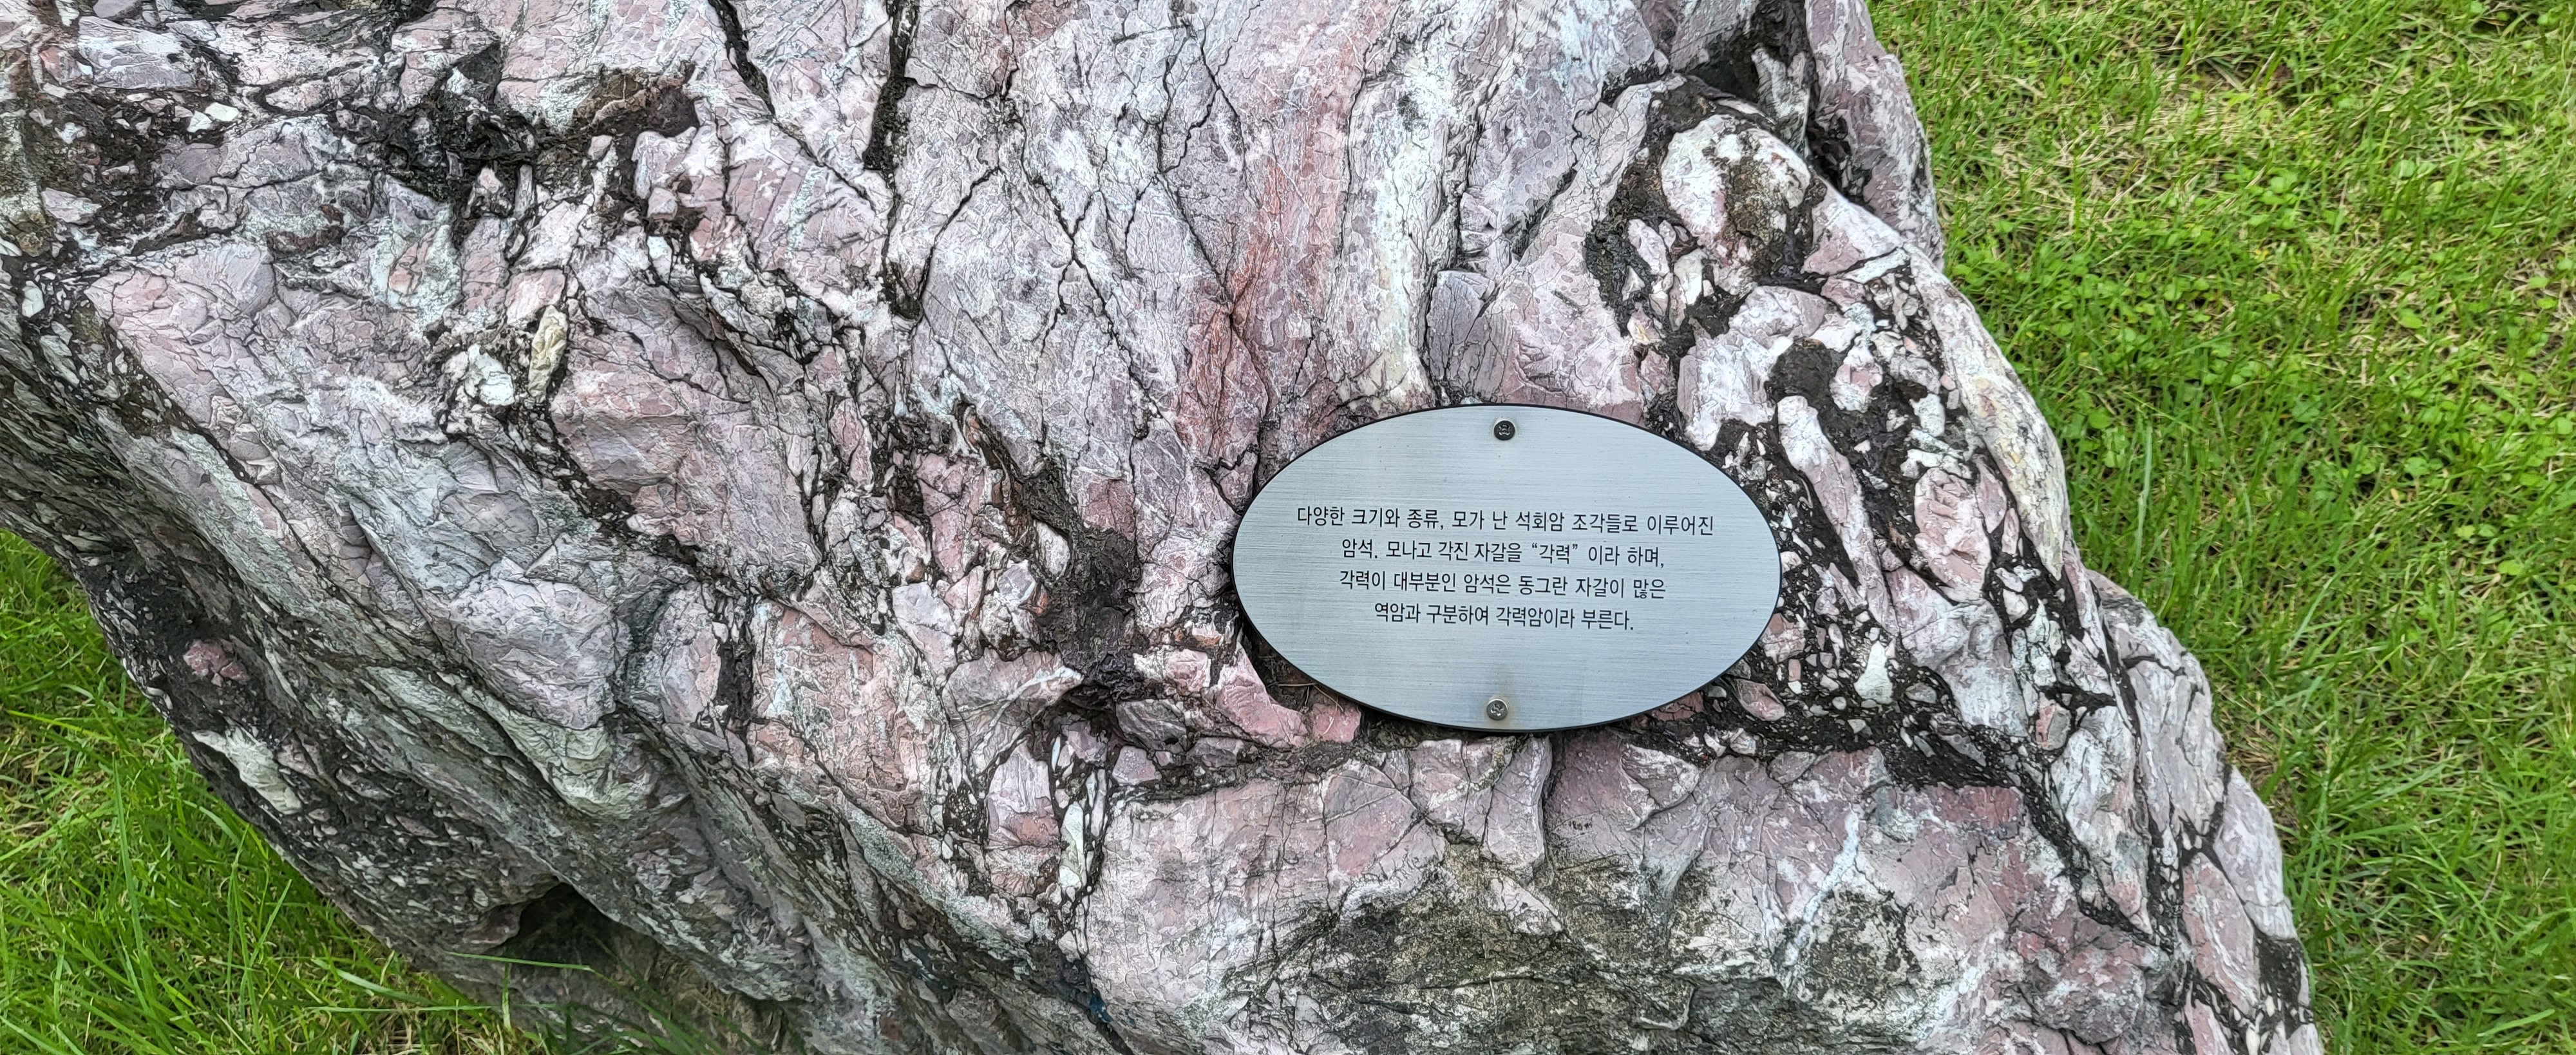 다양한 크기와 종류, 모가 난 석회암 조각들로 이루어진
암석. 모나고 각진 자갈을 “각력” 이라 하며,
각력이 대부분인 암석은 동그란 자갈이 많은
역암과 구분하여 각력암이라 부른다.